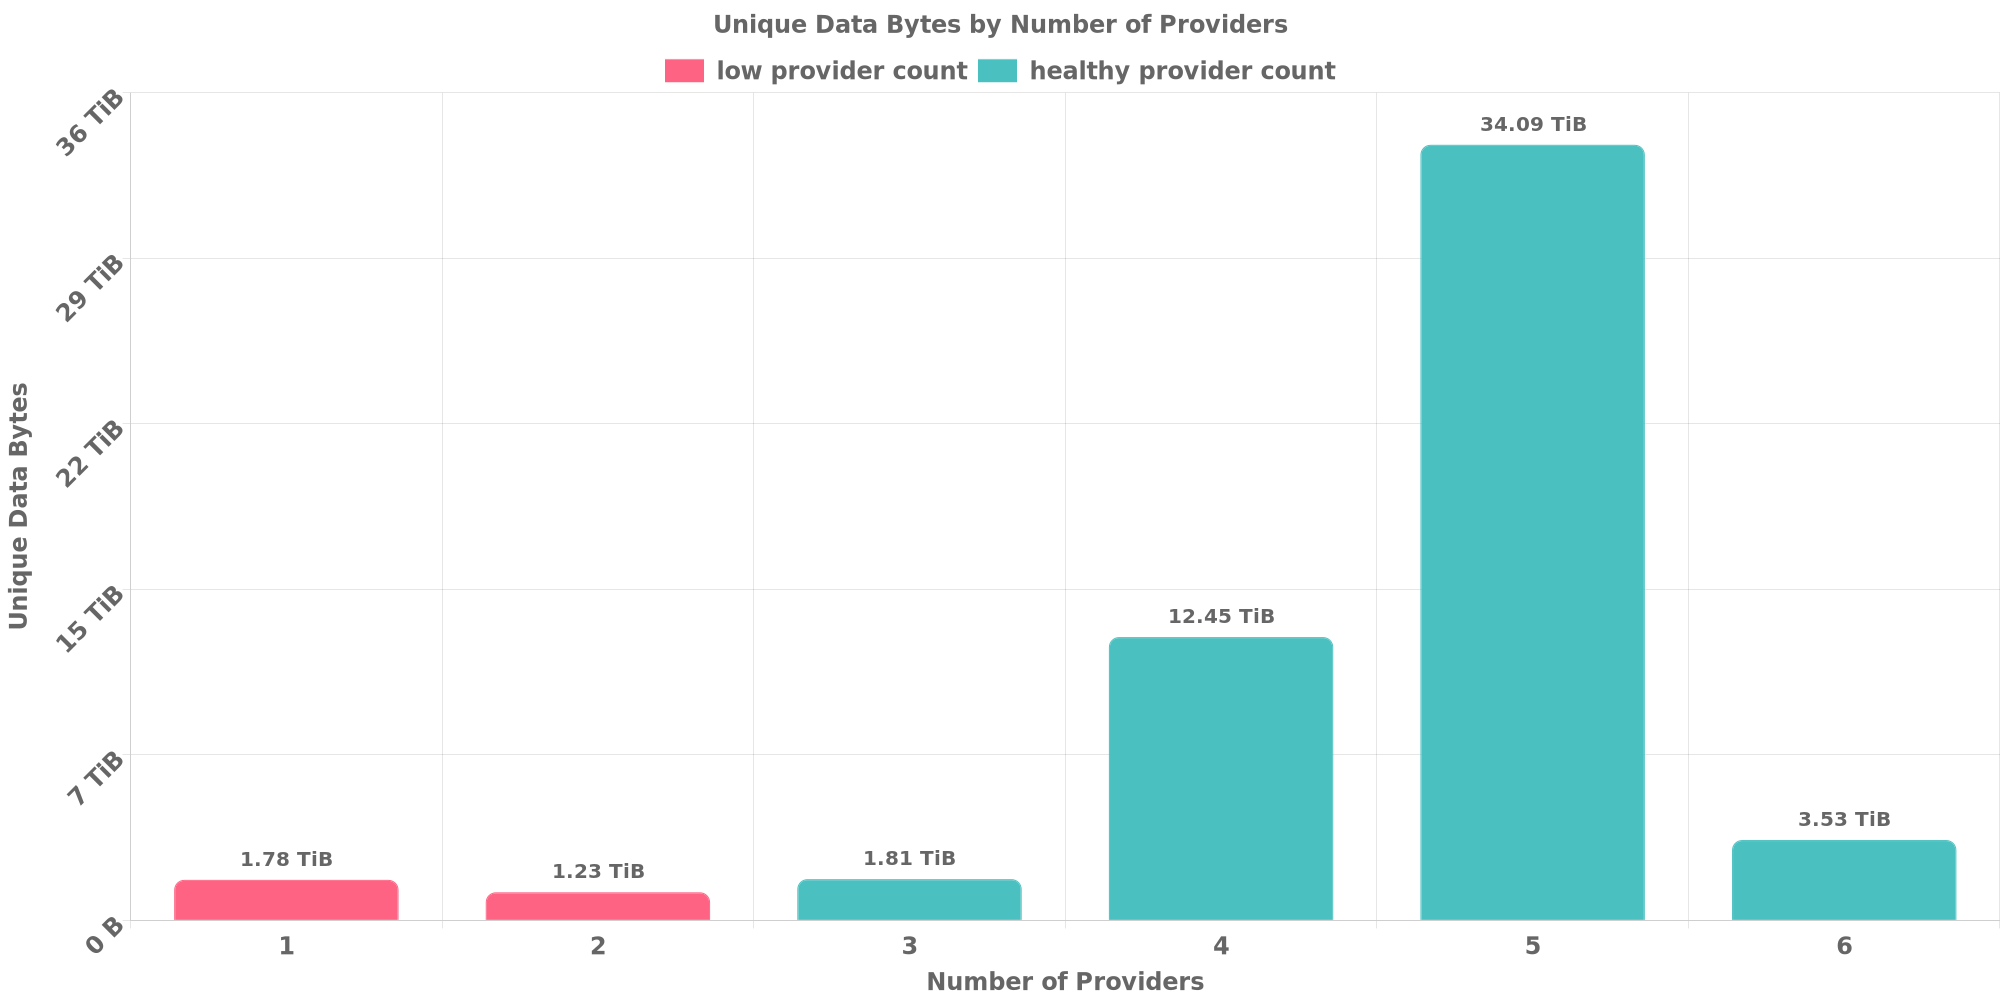 Unique Data Bytes by Number of Providers
low provider count
healthy provider count
Unique Data Bytes
36 TiB
29 TiB
22 TiB
15 TiB
7 TiB
0 B
1.78 TiB
1.23 TiB
1.81 TiB
12.45 TiB
34.09 TiB
3.53 TiB
1
2
3
4
5
6
Number of Providers